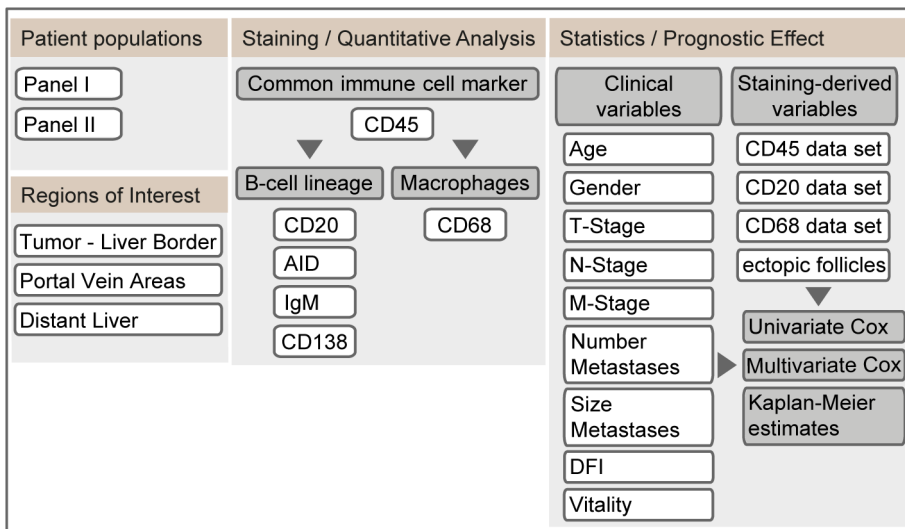 Patient populations
Panel I
Panel II
Regions of Interest
Tumor - Liver Border
Portal Vein Areas
Distant Liver
Staining / Quantitative Analysis
Common immune cell marker
CD45
B-cell lineage
CD20
AID
IgM
CD138
Macrophages
CD68
Statistics / Prognostic Effect
Clinical
variables
Age
Gender
T-Stage
N-Stage
M-Stage
Number
Metastases
Size
Metastases
DFI
Vitality
Staining-derived
variables
CD45 data set
CD20 data set
CD68 data set
ectopic follicles
Univariate Cox
Multivariate Cox
Kaplan-Meier
estimates